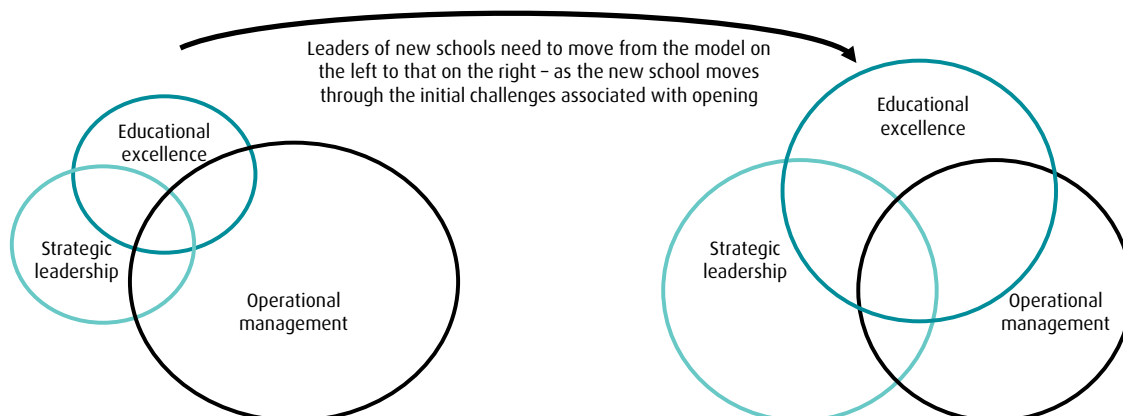 Leaders of new schools need to move from the model on
the left to that on the right – as the new school moves
through the initial challenges associated with opening
Educational
excellence
Strategic
leadership
Operational
management
Educational
excellence
Strategic
leadership
Operational
management